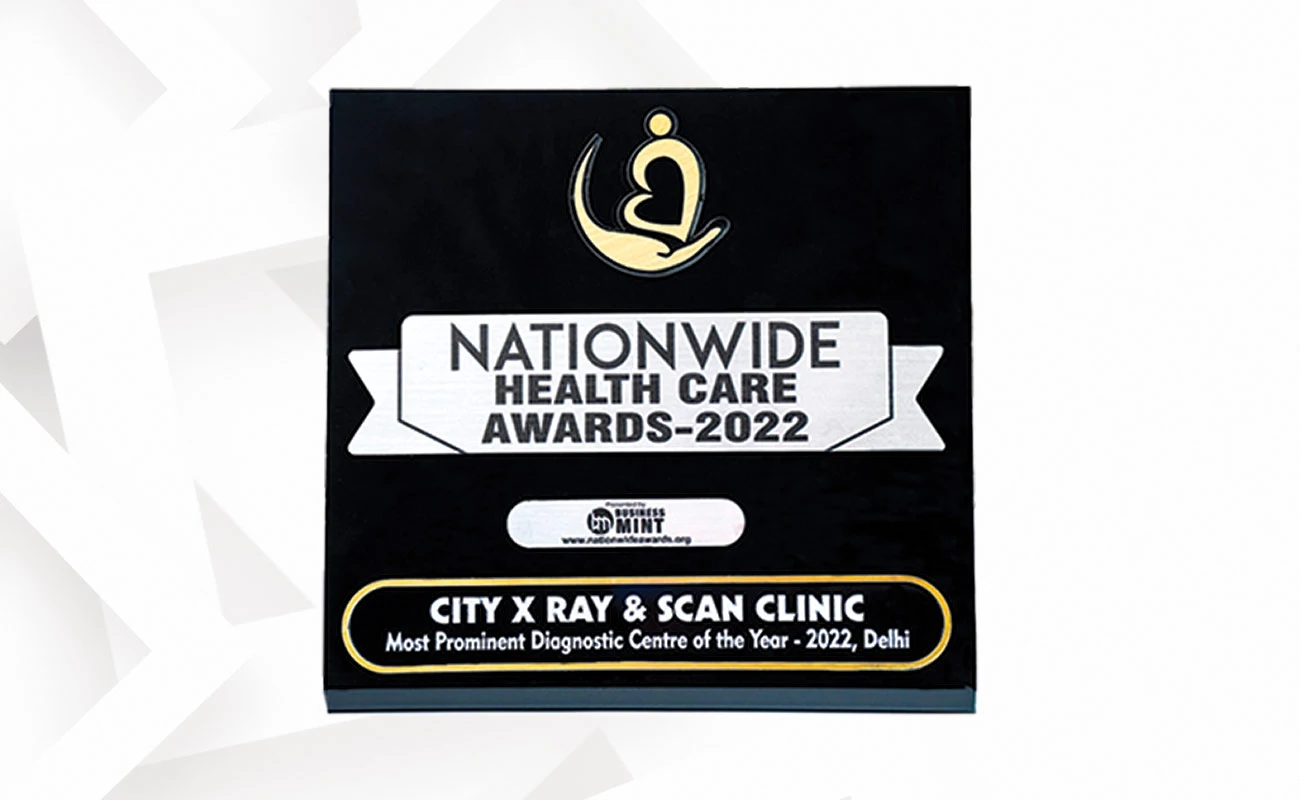 NATIONWIDE
HEALTH CARE
AWARDS-2022
Presented by
bm BUSINESS
MINT
www.nationwideawards.org
CITY X RAY & SCAN CLINIC
Most Prominent Diagnostic Centre of the Year - 2022, Delhi